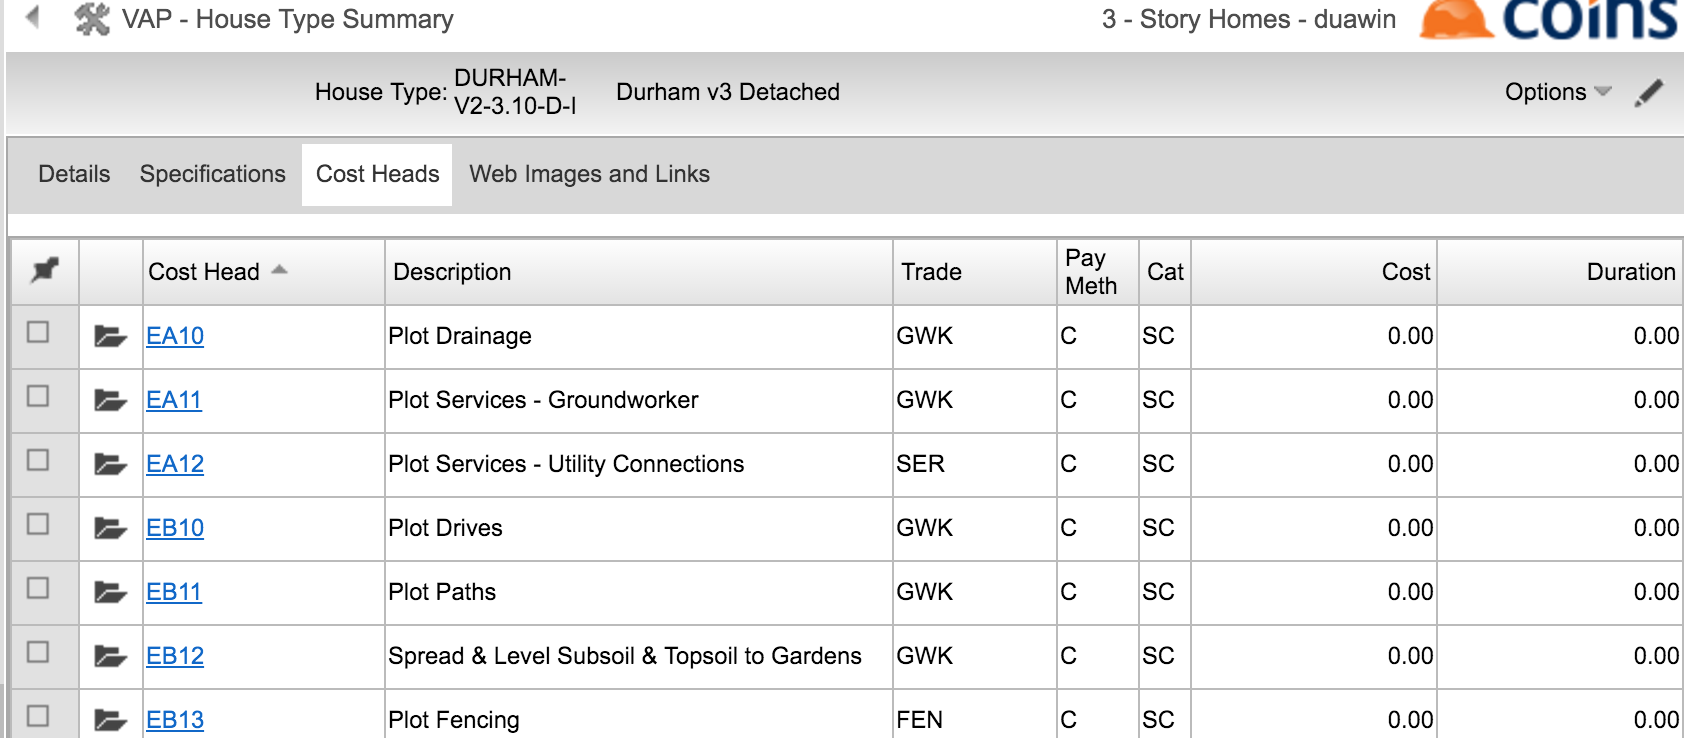 VAP - House Type Summary
3 - Story Homes - duawin
coins
House Type: DURHAM-
V2-3.10-D-I
Durham v3 Detached
Options
Details Specifications Cost Heads Web Images and Links
Cost Head Description Trade Pay Meth Cat Cost Duration
EA10 Plot Drainage GWK C SC 0.00 0.00
EA11 Plot Services - Groundworker GWK C SC 0.00 0.00
EA12 Plot Services - Utility Connections SER C SC 0.00 0.00
EB10 Plot Drives GWK C SC 0.00 0.00
EB11 Plot Paths GWK C SC 0.00 0.00
EB12 Spread & Level Subsoil & Topsoil to Gardens GWK C SC 0.00 0.00
EB13 Plot Fencing FEN C SC 0.00 0.00